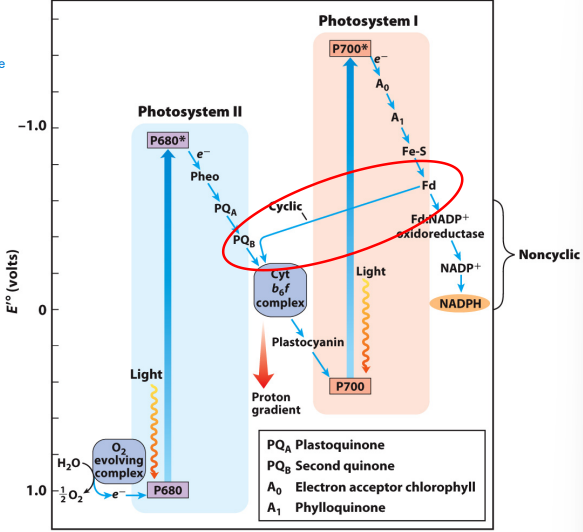 Photosystem I
P700*
e⁻
A₀
A₁
Fe-S
Fd
Fd:NADP⁺
oxidoreductase
NADP⁺
NADPH
Noncyclic
Photosystem II
P680*
e⁻
Pheo
PQ_A
PQ_B
Cyclic
Cyt
b₆f
complex
Plastocyanin
Proton
gradient
Light
P700
Light
O₂
evolving
complex
H₂O
½O₂
e⁻
P680
E′° (volts)
–1.0
0
1.0
PQ_A Plastoquinone
PQ_B Second quinone
A₀ Electron acceptor chlorophyll
A₁ Phylloquinone
e